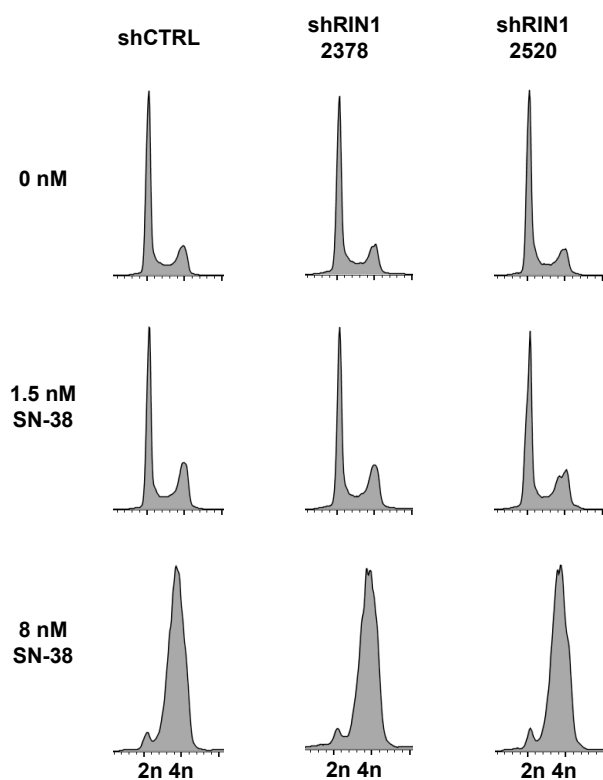 shCTRL
shRIN1
2378
shRIN1
2520
0 nM
1.5 nM
SN-38
8 nM
SN-38
2n 4n
2n 4n
2n 4n